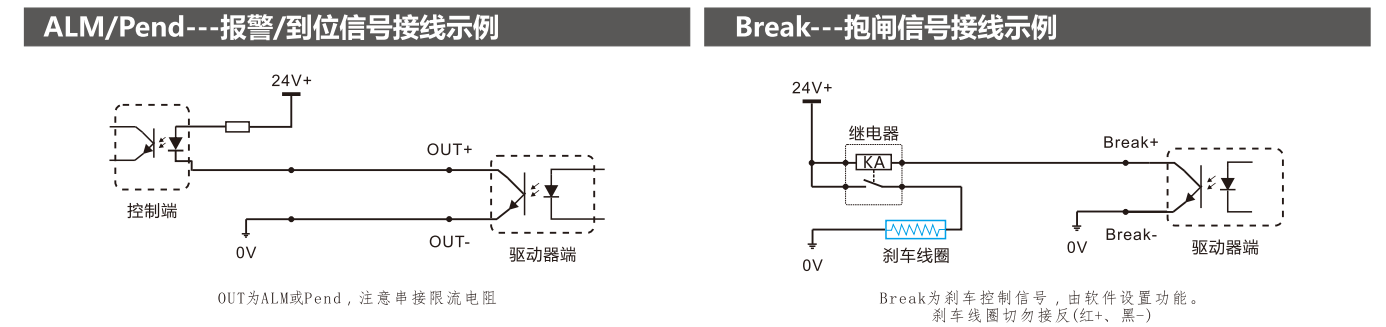 ALM/Pend---报警/到位信号接线示例
24V+
控制端
OUT+
OUT-
0V
驱动器端
OUT为ALM或Pend，注意串接限流电阻
Break---抱闸信号接线示例
24V+
继电器
KA
Break+
Break-
0V
刹车线圈
0V
驱动器端
Break为刹车控制信号，由软件设置功能。
刹车线圈切勿接反(红+、黑-)